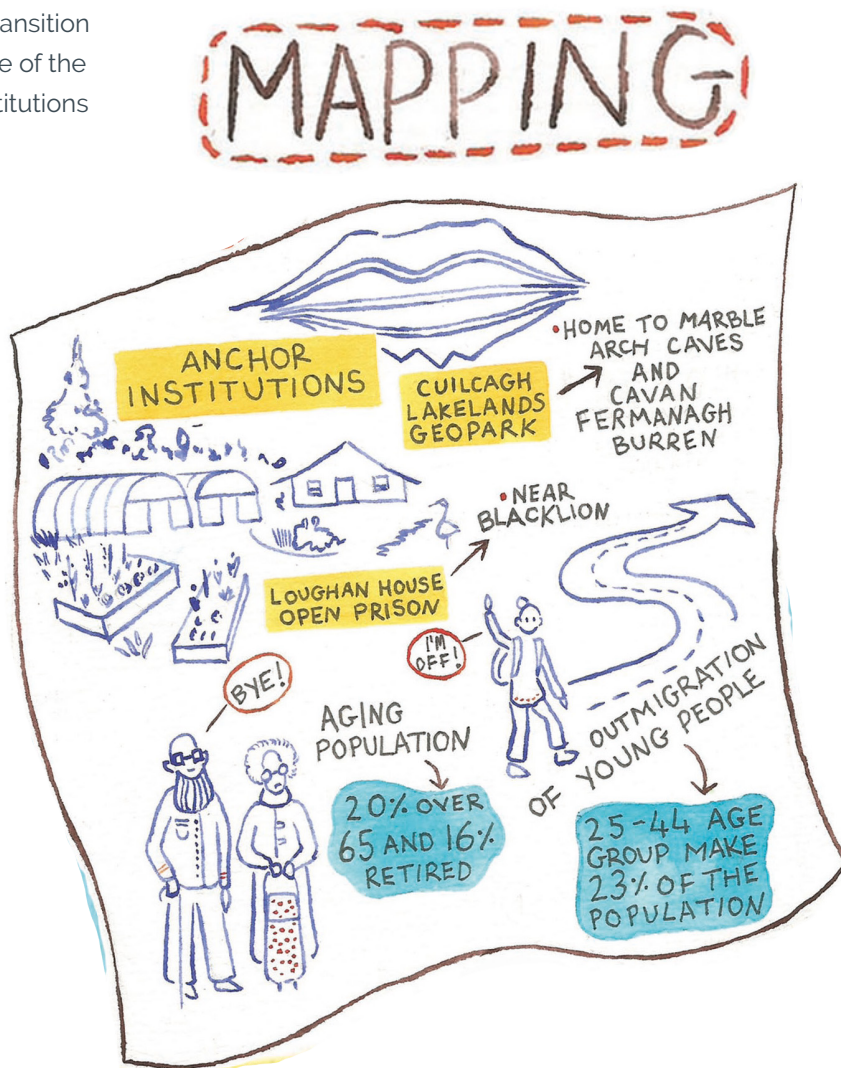 ansition
e of the
titutions
MAPPING
ANCHOR
INSTITUTIONS
CUILCAGH
LAKELANDS
GEOPARK
•HOME TO MARBLE
ARCH CAVES
AND
CAVAN
FERMANAGH
BURREN
•NEAR
BLACKLION
LOUGHAN HOUSE
OPEN PRISON
I'M
OFF!
BYE!
AGING
POPULATION
20% OVER
65 AND 16%
RETIRED
OUTMIGRATION
OF YOUNG PEOPLE
25-44 AGE
GROUP MAKE
23% OF THE
POPULATION